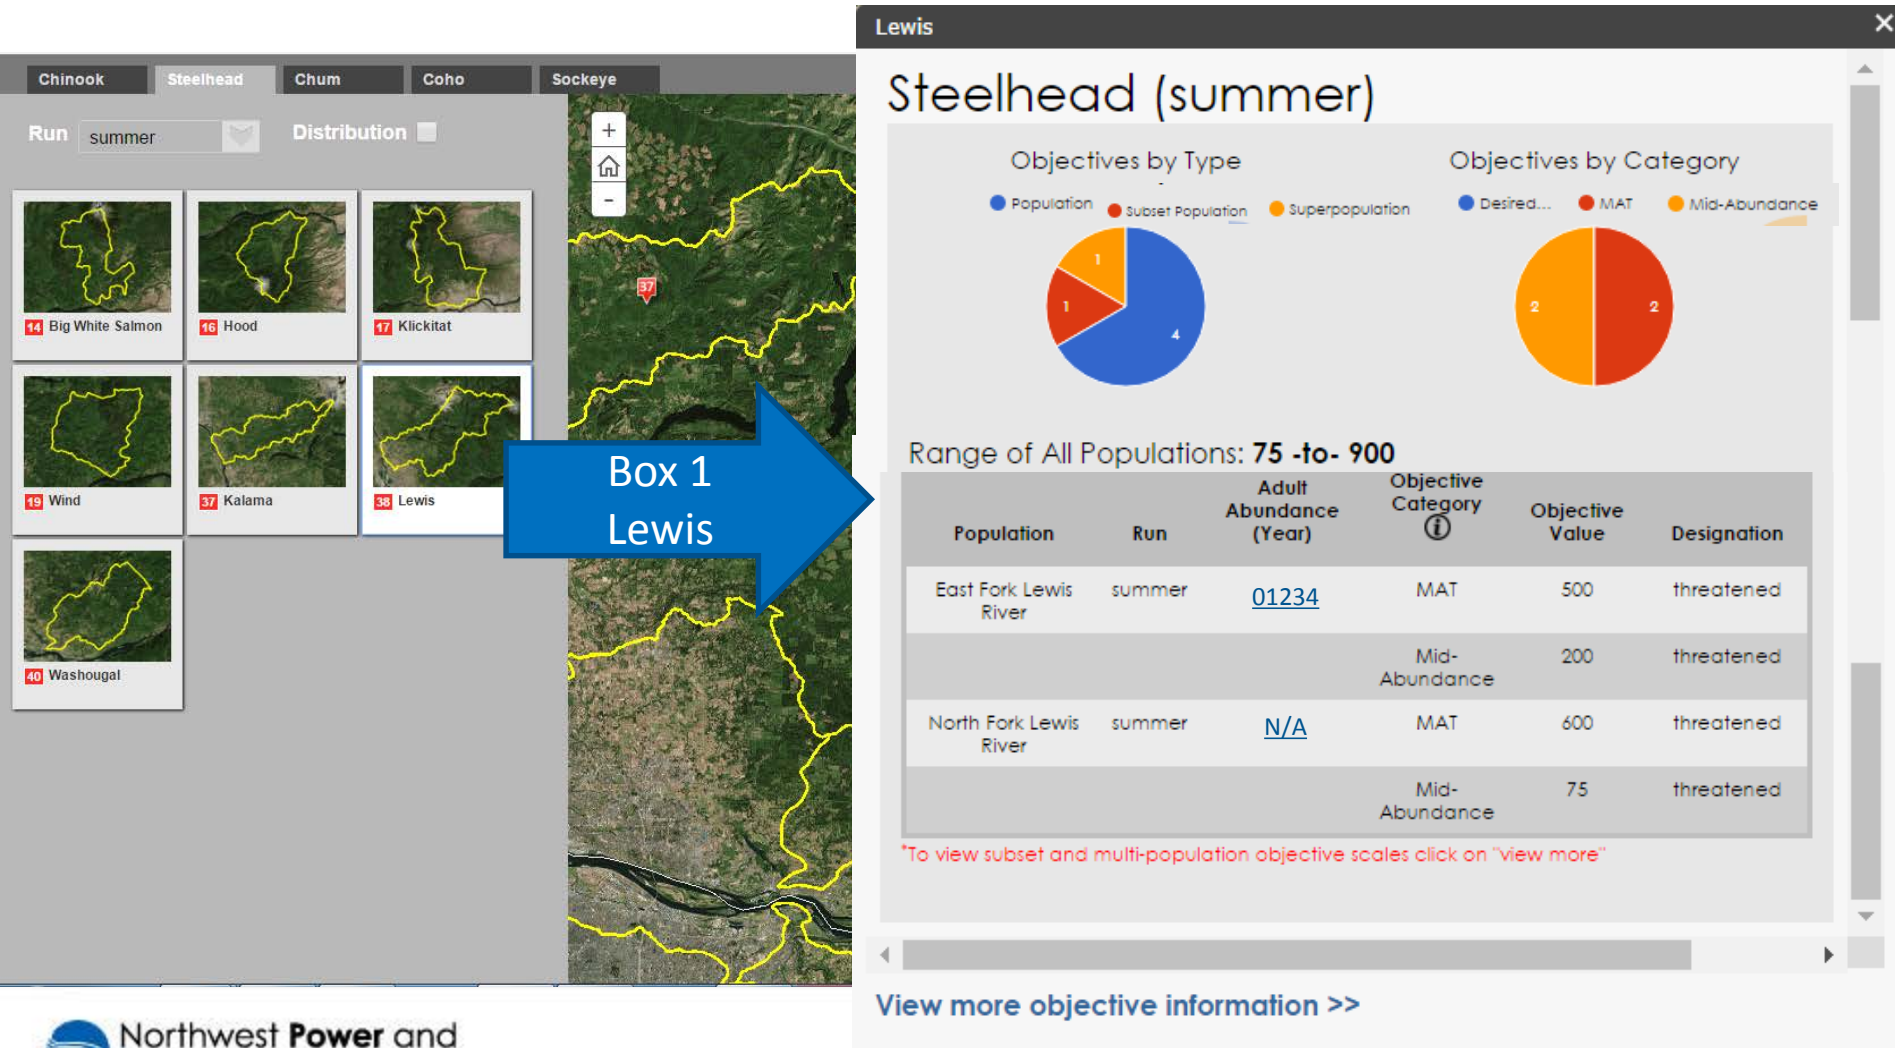 Chinook
Steelhead
Chum
Coho
Sockeye
Run
summer
Distribution
+
-
37
14 Big White Salmon
16 Hood
17 Klickitat
19 Wind
37 Kalama
38 Lewis
40 Washougal
Box 1
Lewis
Lewis
Steelhead (summer)
Objectives by Type
Population
Subset Population
Superpopulation
1
1
4
Objectives by Category
Desired...
MAT
Mid-Abundance
2
2
Range of All Populations: 75 -to- 900
Population
Run
Adult
Abundance
(Year)
Objective
Category
i
Objective
Value
Designation
East Fork Lewis
River
summer
01234
MAT
500
threatened
Mid-
Abundance
200
threatened
North Fork Lewis
River
summer
N/A
MAT
600
threatened
Mid-
Abundance
75
threatened
*To view subset and multi-population objective scales click on "view more"
View more objective information >>
Northwest Power and